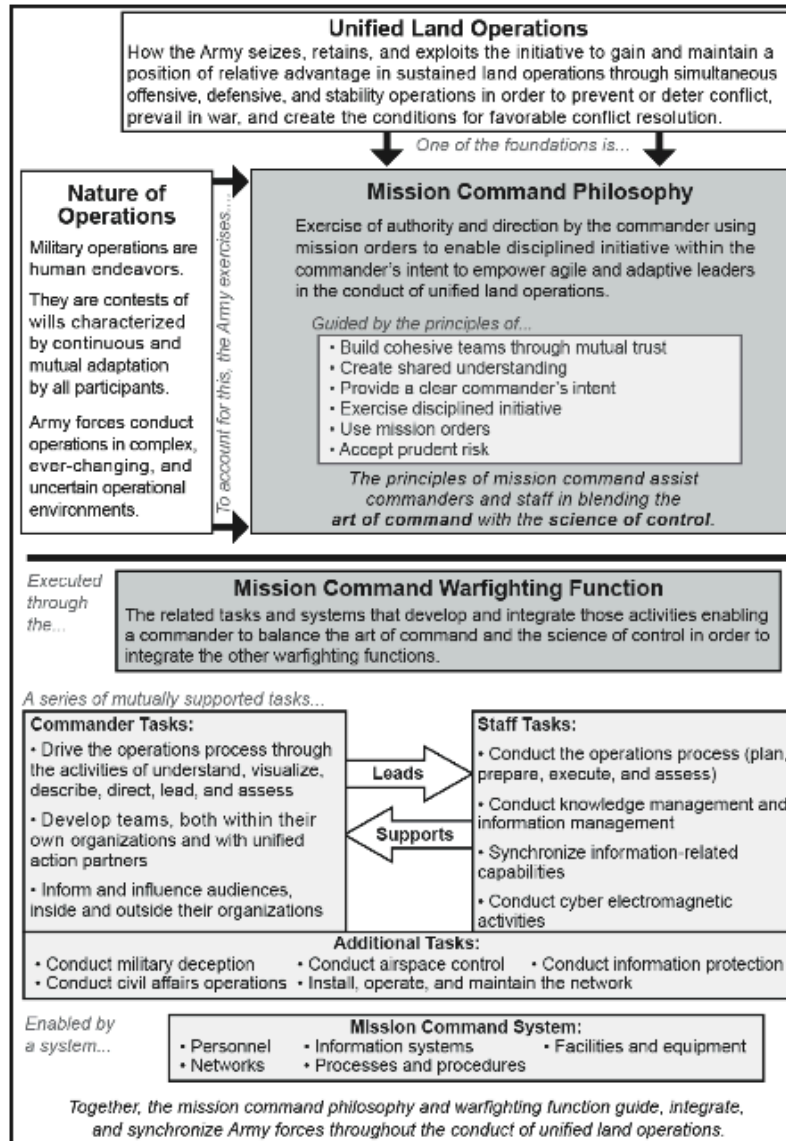 Unified Land Operations
How the Army seizes, retains, and exploits the initiative to gain and maintain a
position of relative advantage in sustained land operations through simultaneous
offensive, defensive, and stability operations in order to prevent or deter conflict,
prevail in war, and create the conditions for favorable conflict resolution.
One of the foundations is...
Nature of
Operations
Military operations are
human endeavors.
They are contests of
wills characterized
by continuous and
mutual adaptation
by all participants.
Army forces conduct
operations in complex,
ever-changing, and
uncertain operational
environments.
To account for this, the Army exercises....
Mission Command Philosophy
Exercise of authority and direction by the commander using
mission orders to enable disciplined initiative within the
commander's intent to empower agile and adaptive leaders
in the conduct of unified land operations.
Guided by the principles of...
• Build cohesive teams through mutual trust
• Create shared understanding
• Provide a clear commander's intent
• Exercise disciplined initiative
• Use mission orders
• Accept prudent risk
The principles of mission command assist
commanders and staff in blending the
art of command with the science of control.
Executed
through
the...
Mission Command Warfighting Function
The related tasks and systems that develop and integrate those activities enabling
a commander to balance the art of command and the science of control in order to
integrate the other warfighting functions.
A series of mutually supported tasks...
Commander Tasks:
• Drive the operations process through
the activities of understand, visualize,
describe, direct, lead, and assess
• Develop teams, both within their
own organizations and with unified
action partners
• Inform and influence audiences,
inside and outside their organizations
Leads
Supports
Staff Tasks:
• Conduct the operations process (plan,
prepare, execute, and assess)
• Conduct knowledge management and
information management
• Synchronize information-related
capabilities
• Conduct cyber electromagnetic
activities
Additional Tasks:
• Conduct military deception • Conduct airspace control • Conduct information protection
• Conduct civil affairs operations • Install, operate, and maintain the network
Enabled by
a system...
Mission Command System:
• Personnel • Information systems • Facilities and equipment
• Networks • Processes and procedures
Together, the mission command philosophy and warfighting function guide, integrate,
and synchronize Army forces throughout the conduct of unified land operations.